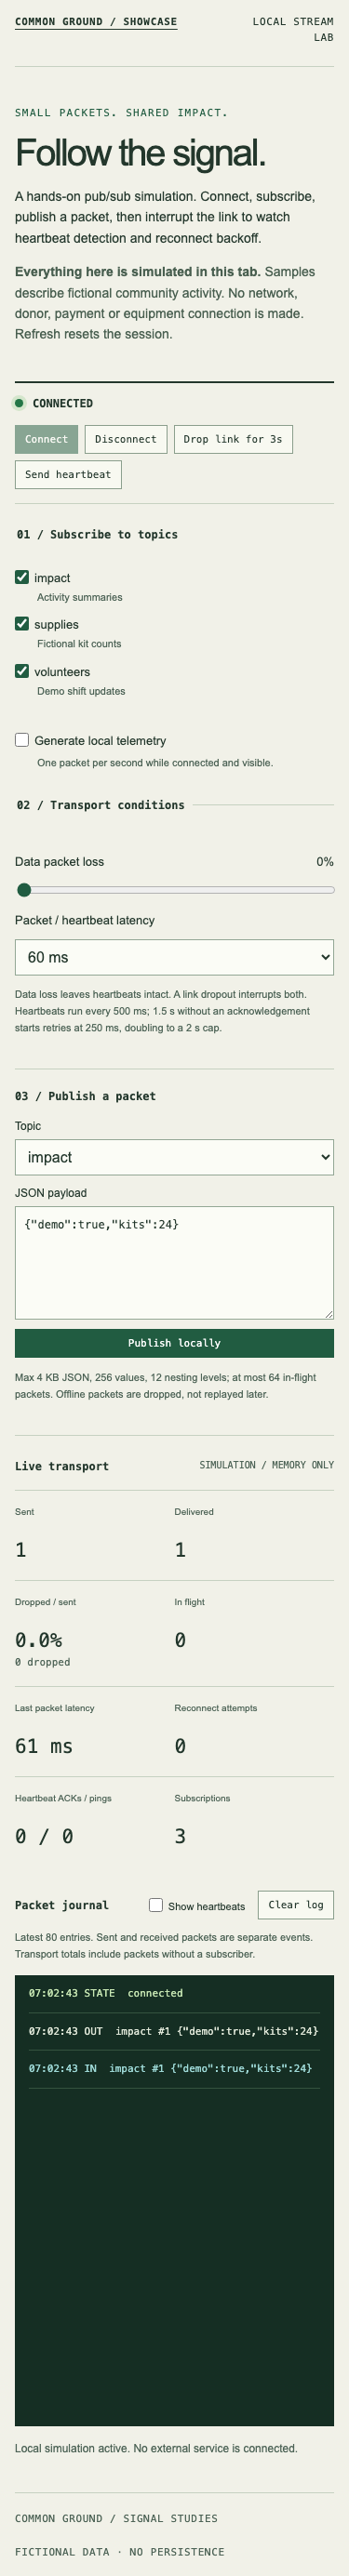 COMMON GROUND / SHOWCASE
LOCAL STREAM
LAB
SMALL PACKETS. SHARED IMPACT.
Follow the signal.
A hands-on pub/sub simulation. Connect, subscribe,
publish a packet, then interrupt the link to watch
heartbeat detection and reconnect backoff.
Everything here is simulated in this tab. Samples
describe fictional community activity. No network,
donor, payment or equipment connection is made.
Refresh resets the session.
CONNECTED
Connect
Disconnect
Drop link for 3s
Send heartbeat
01 / Subscribe to topics
impact
Activity summaries
supplies
Fictional kit counts
volunteers
Demo shift updates
Generate local telemetry
One packet per second while connected and visible.
02 / Transport conditions
Data packet loss 0%
Packet / heartbeat latency
60 ms
Data loss leaves heartbeats intact. A link dropout interrupts both.
Heartbeats run every 500 ms; 1.5 s without an acknowledgement
starts retries at 250 ms, doubling to a 2 s cap.
03 / Publish a packet
Topic
impact
JSON payload
{"demo":true,"kits":24}
Publish locally
Max 4 KB JSON, 256 values, 12 nesting levels; at most 64 in-flight
packets. Offline packets are dropped, not replayed later.
Live transport SIMULATION / MEMORY ONLY
Sent Delivered
1 1
Dropped / sent In flight
0.0% 0
0 dropped
Last packet latency Reconnect attempts
61 ms 0
Heartbeat ACKs / pings Subscriptions
0 / 0 3
Packet journal Show heartbeats Clear log
Latest 80 entries. Sent and received packets are separate events.
Transport totals include packets without a subscriber.
07:02:43 STATE connected
07:02:43 OUT impact #1 {"demo":true,"kits":24}
07:02:43 IN impact #1 {"demo":true,"kits":24}
Local simulation active. No external service is connected.
COMMON GROUND / SIGNAL STUDIES
FICTIONAL DATA · NO PERSISTENCE